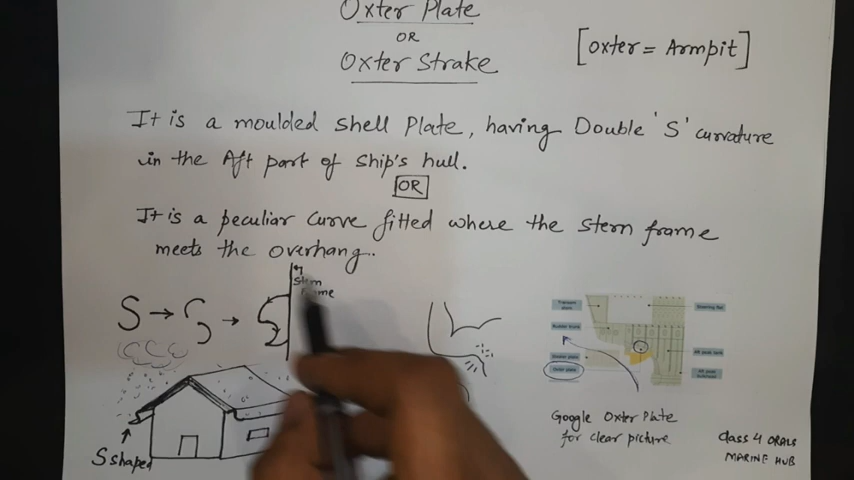 Oxter Plate
OR
Oxter Strake
[Oxter = Armpit]
It is a moulded shell Plate, having Double 'S' curvature
in the Aft part of ship's hull.
OR
It is a peculiar curve fitted where the stern frame
meets the overhang.
Stern
S S
S shaped
Google Oxter Plate
for clear picture
Class 4 ORALS
MARINE HUB